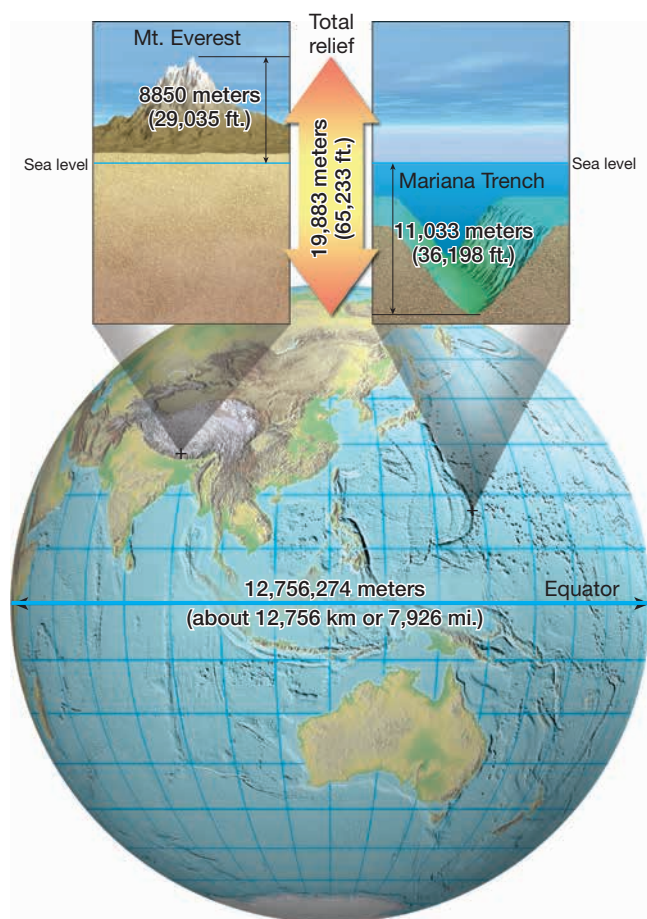 Total
relief
Mt. Everest
8850 meters
(29,035 ft.)
Sea level
19,883 meters
(65,233 ft.)
Sea level
Mariana Trench
11,033 meters
(36,198 ft.)
12,756,274 meters
Equator
(about 12,756 km or 7,926 mi.)